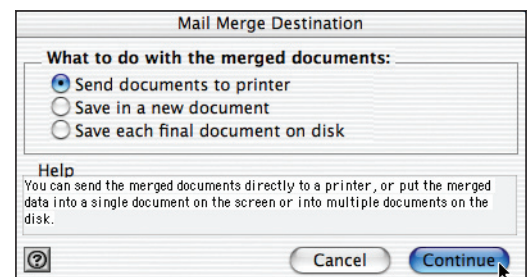 Mail Merge Destination
What to do with the merged documents:
Send documents to printer
Save in a new document
Save each final document on disk
Help
You can send the merged documents directly to a printer, or put the merged
data into a single document on the screen or into multiple documents on the
disk.
? Cancel Continue